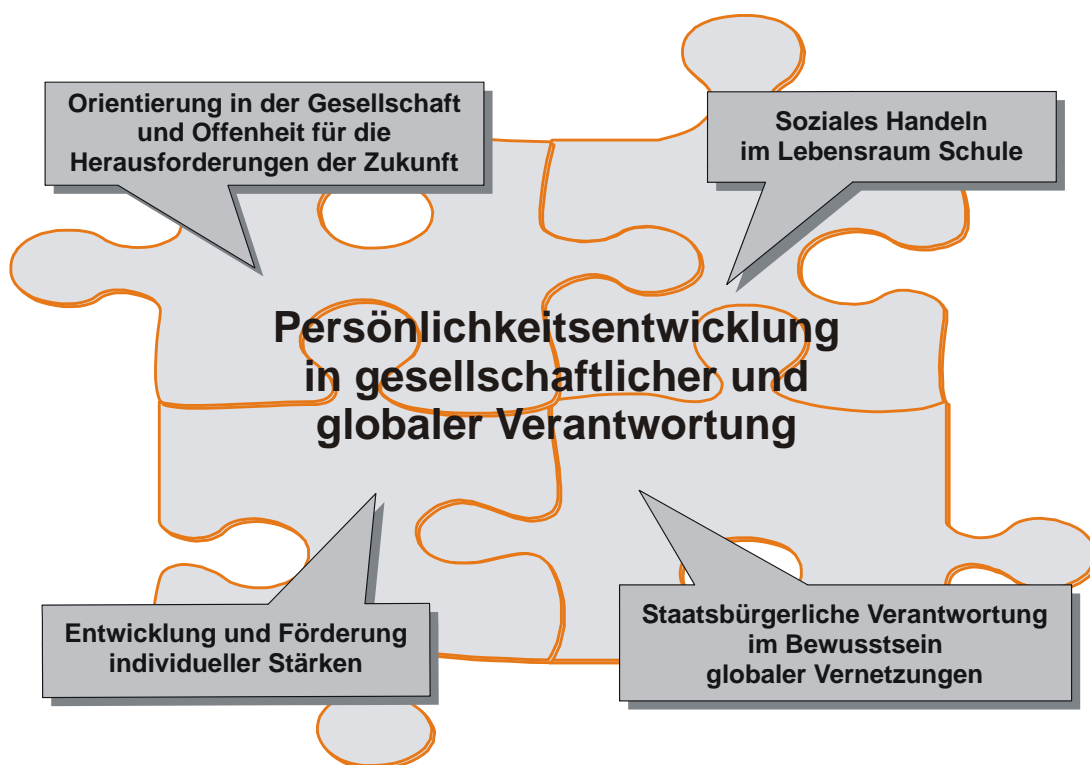 Orientierung in der Gesellschaft
und Offenheit für die
Herausforderungen der Zukunft
Soziales Handeln
im Lebensraum Schule
Persönlichkeitsentwicklung
in gesellschaftlicher und
globaler Verantwortung
Entwicklung und Förderung
individueller Stärken
Staatsbürgerliche Verantwortung
im Bewusstsein
globaler Vernetzungen